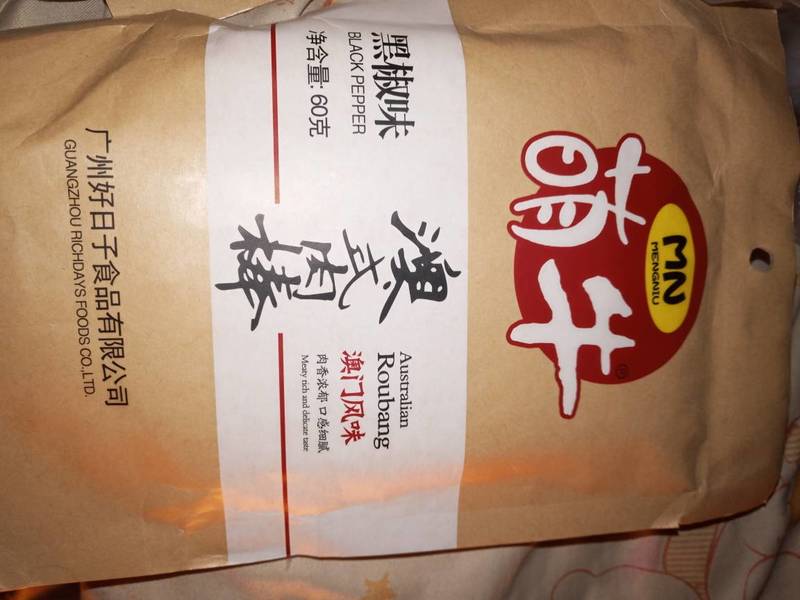 萌牛
MN
MENGNIU
®
黑椒味
BLACK PEPPER
净含量: 60克
澳式肉棒
Australian
Roubang
澳门风味
肉香浓郁 口感细腻
Meaty rich and delicate taste
广州好日子食品有限公司
GUANGZHOU RICHDAYS FOODS CO.,LTD.